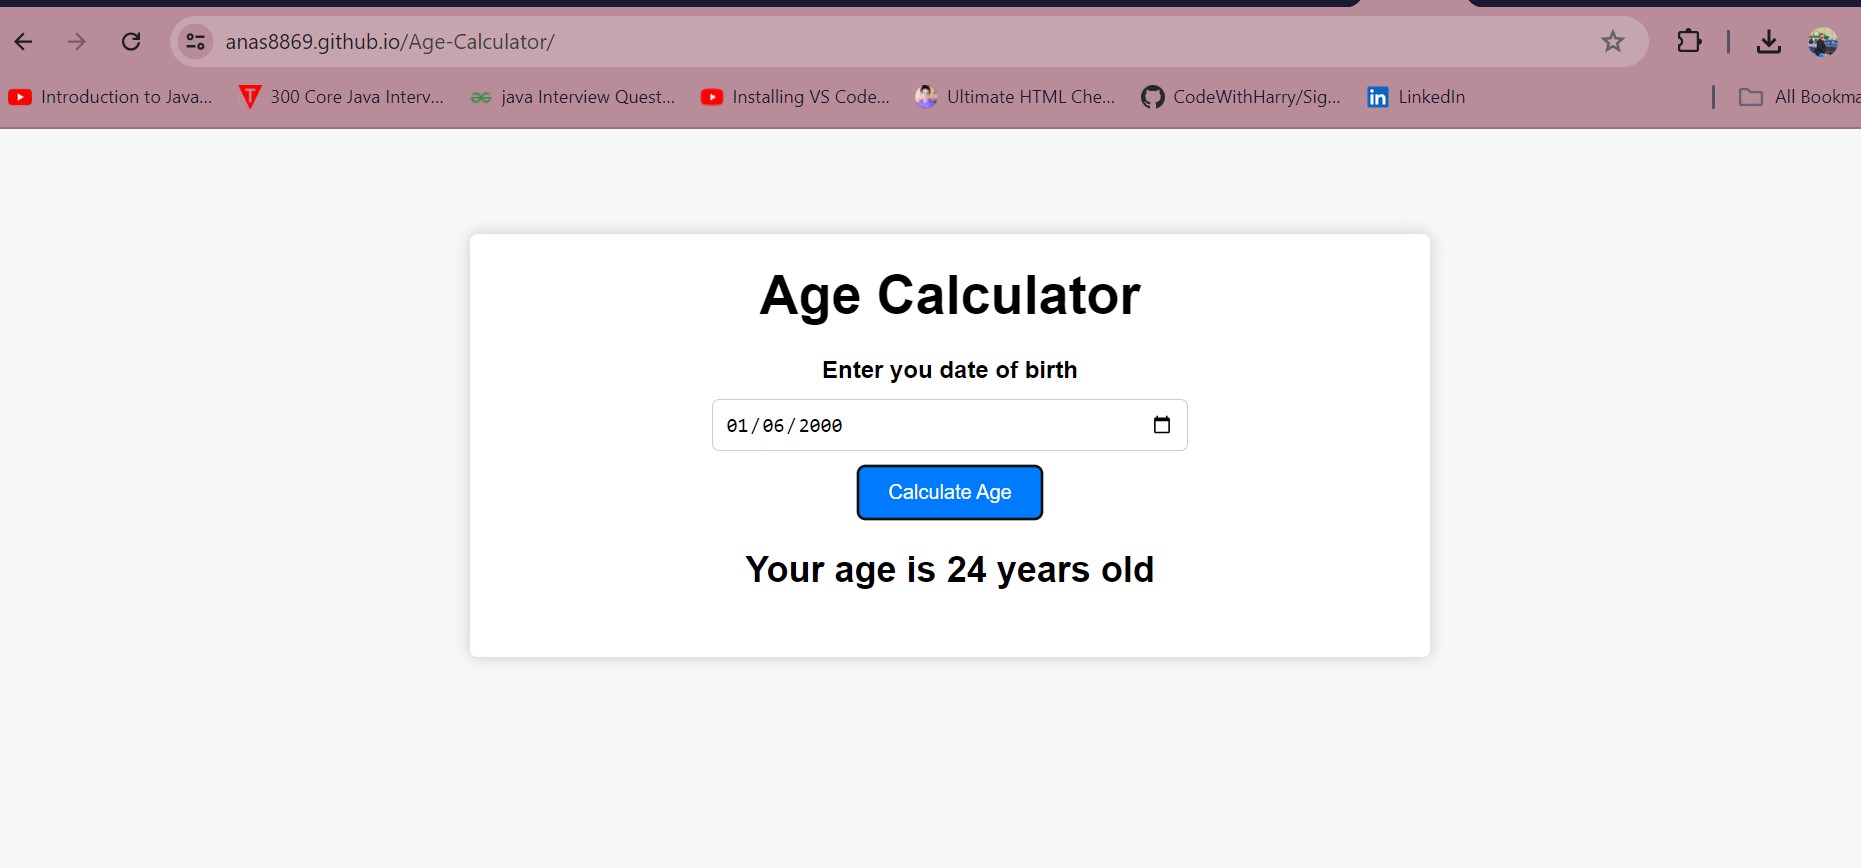 anas8869.github.io/Age-Calculator/
Introduction to Java... 300 Core Java Interv... java Interview Quest... Installing VS Code... Ultimate HTML Che... CodeWithHarry/Sig... LinkedIn All Bookma
Age Calculator
Enter you date of birth
01/06/2000
Calculate Age
Your age is 24 years old